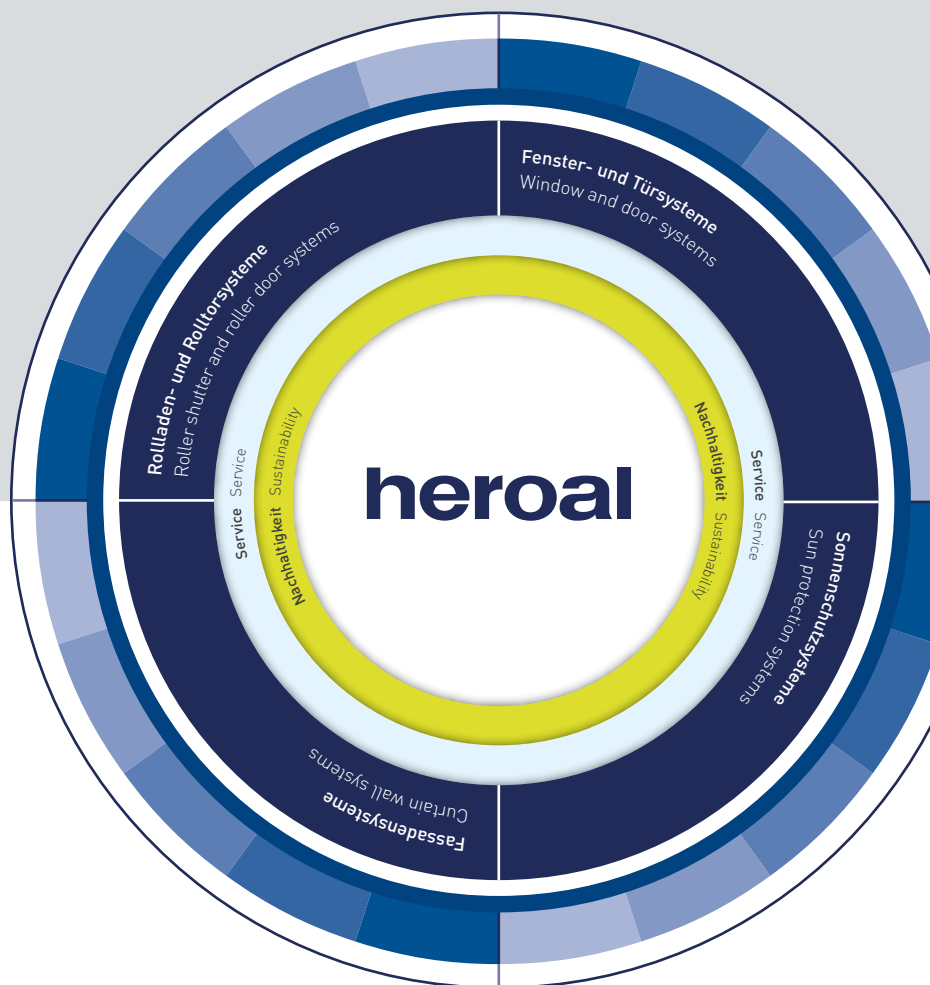 Fenster- und Türsysteme
Window and door systems
Rollladen- und Rolltorsysteme
Roller shutter and roller door systems
Service Service
Nachhaltigkeit Sustainability
heroal
Nachhaltigkeit Sustainability
Service Service
Sonnenschutzsysteme
Sun protection systems
Fassadensysteme
Curtain wall systems